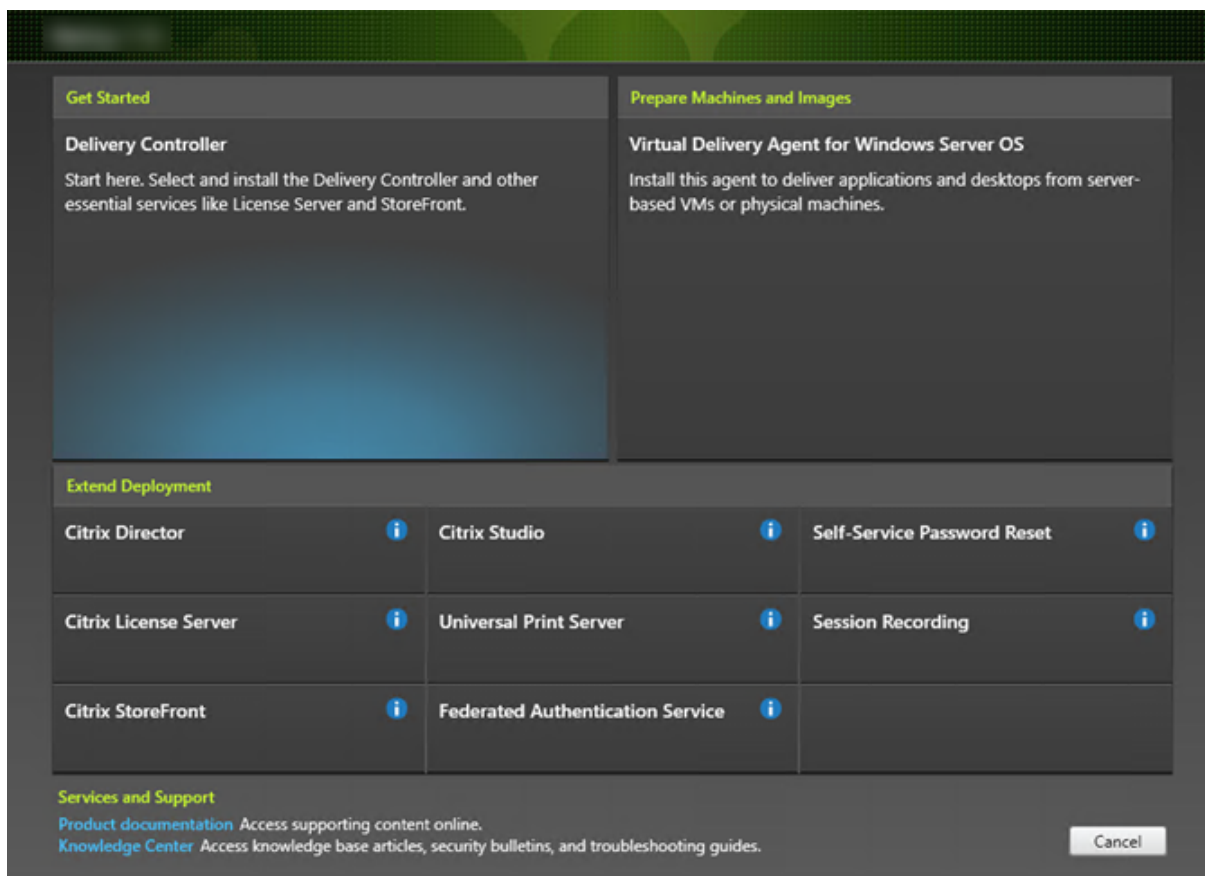 Get Started
Delivery Controller
Start here. Select and install the Delivery Controller and other
essential services like License Server and StoreFront.
Prepare Machines and Images
Virtual Delivery Agent for Windows Server OS
Install this agent to deliver applications and desktops from server-
based VMs or physical machines.
Extend Deployment
Citrix Director
Citrix Studio
Self-Service Password Reset
Citrix License Server
Universal Print Server
Session Recording
Citrix StoreFront
Federated Authentication Service
Services and Support
Product documentation Access supporting content online.
Knowledge Center Access knowledge base articles, security bulletins, and troubleshooting guides.
Cancel